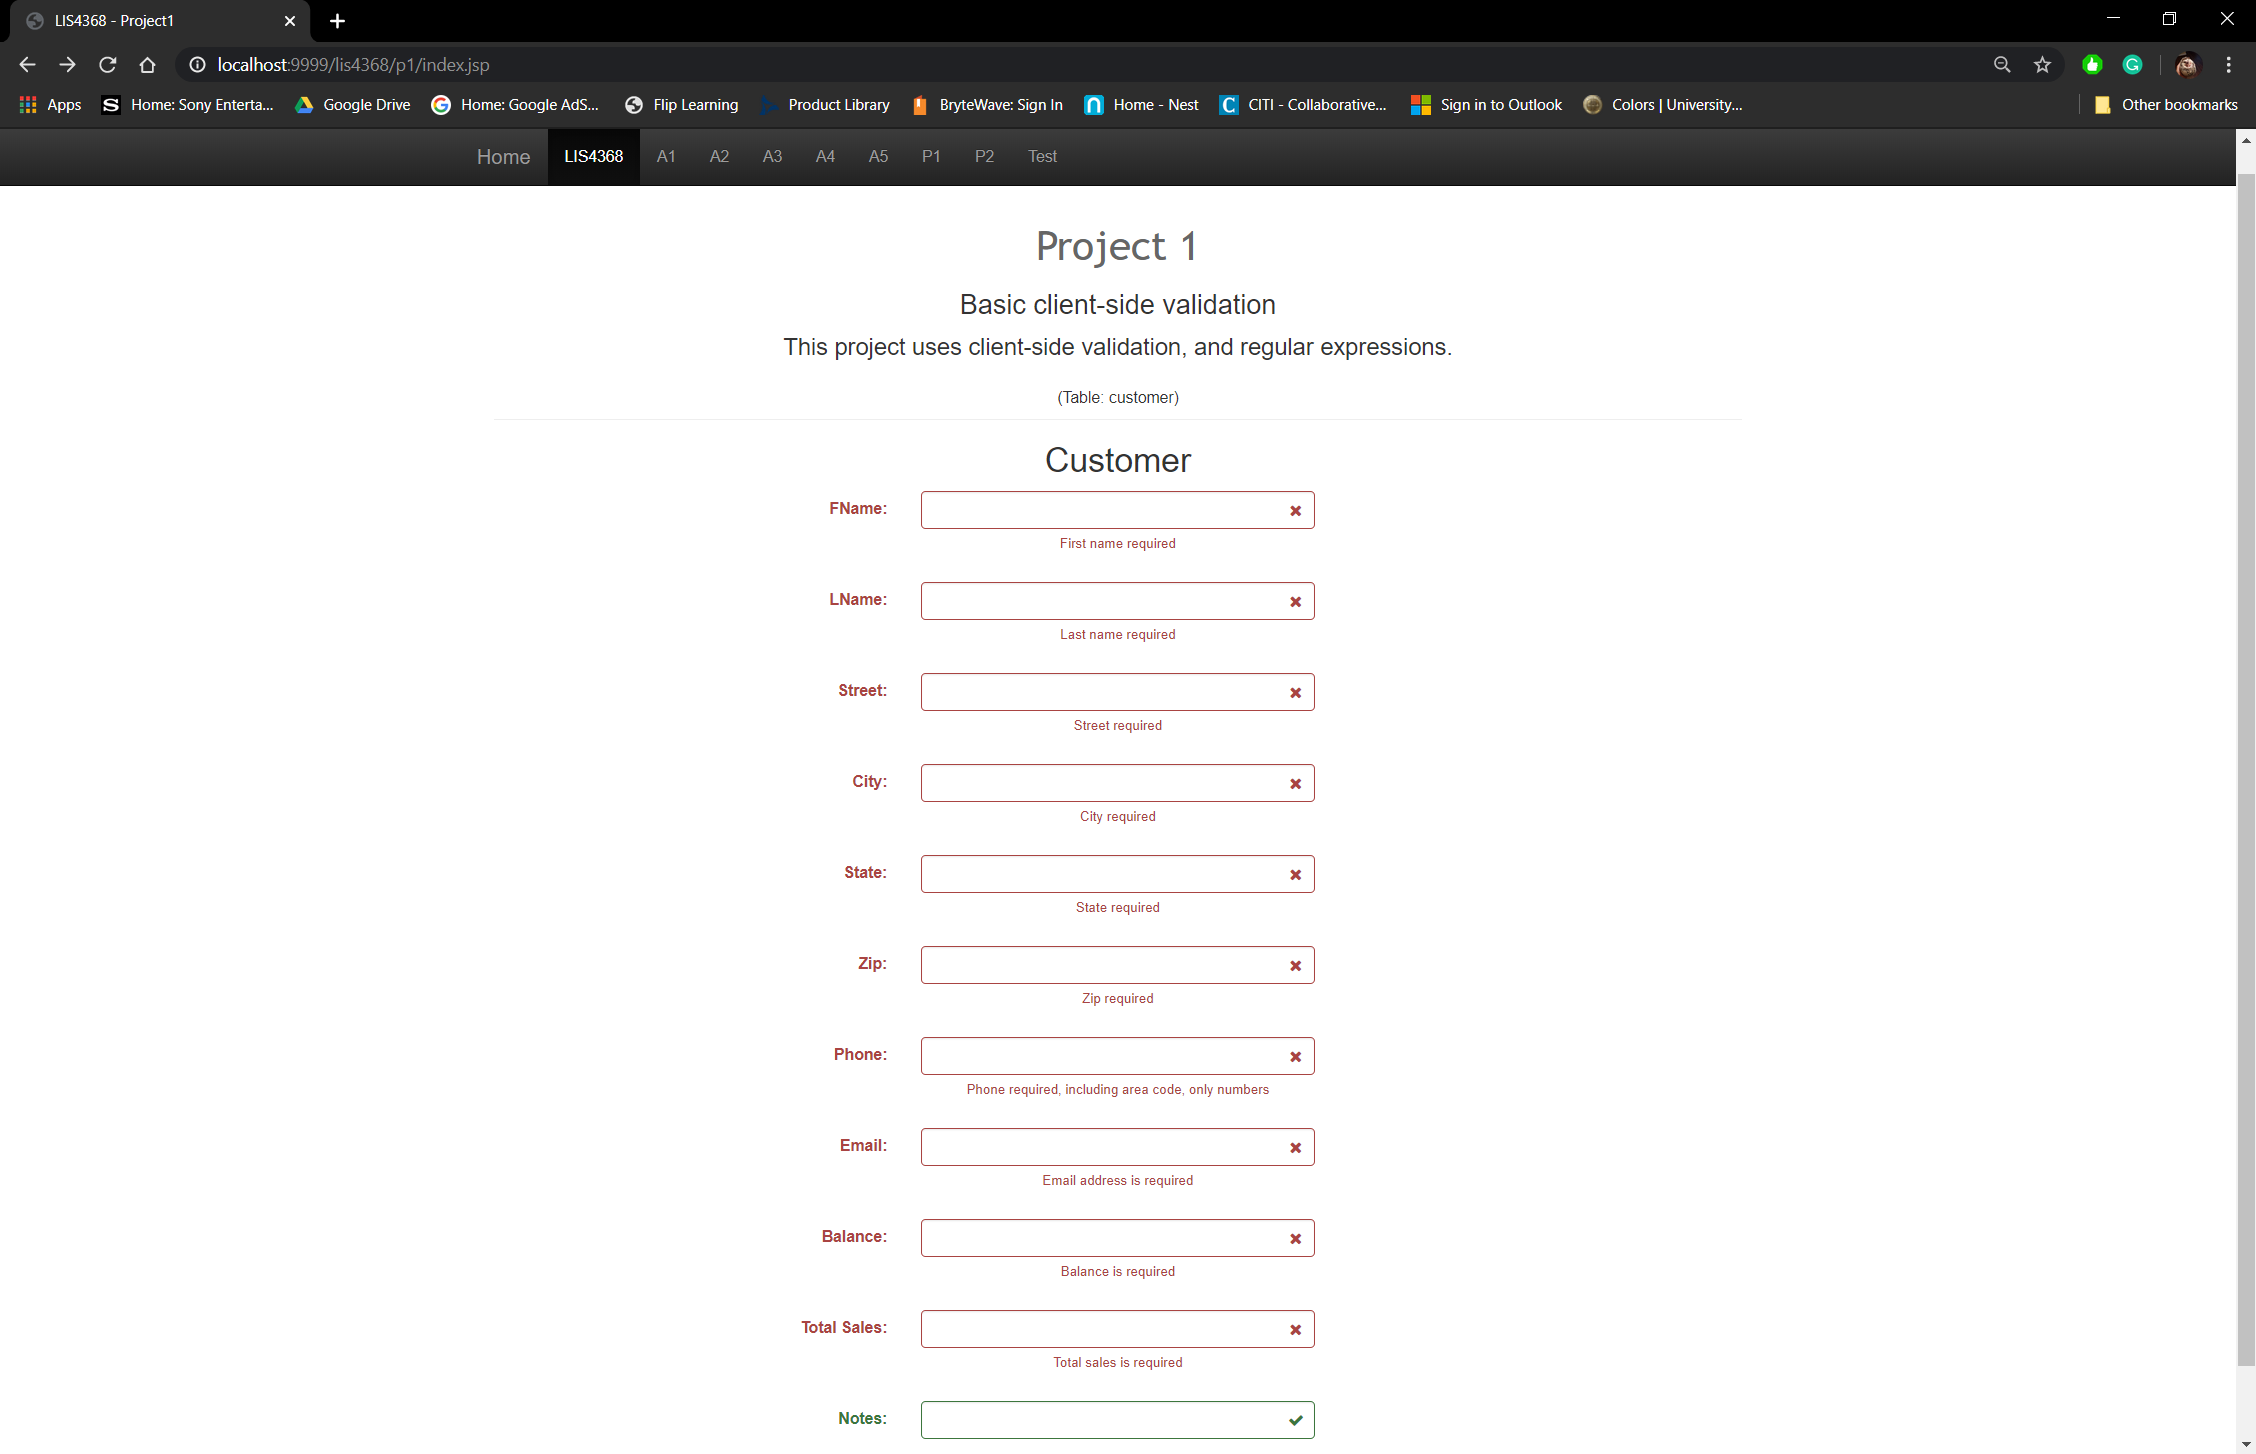 LIS4368 - Project1
localhost:9999/lis4368/p1/index.jsp
Apps Home: Sony Enterta... Google Drive Home: Google AdS... Flip Learning Product Library BryteWave: Sign In Home - Nest CITI - Collaborative... Sign in to Outlook Colors | University... Other bookmarks
Home LIS4368 A1 A2 A3 A4 A5 P1 P2 Test
Project 1
Basic client-side validation
This project uses client-side validation, and regular expressions.
(Table: customer)
Customer
FName:
First name required
LName:
Last name required
Street:
Street required
City:
City required
State:
State required
Zip:
Zip required
Phone:
Phone required, including area code, only numbers
Email:
Email address is required
Balance:
Balance is required
Total Sales:
Total sales is required
Notes: